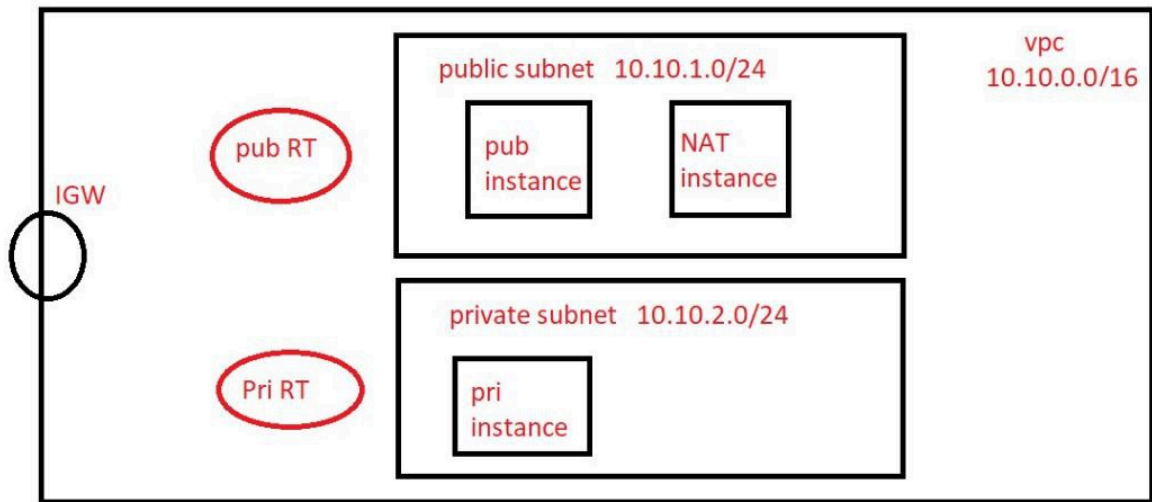 vpc
10.10.0.0/16
public subnet 10.10.1.0/24
pub RT
pub
instance
NAT
instance
IGW
private subnet 10.10.2.0/24
Pri RT
pri
instance